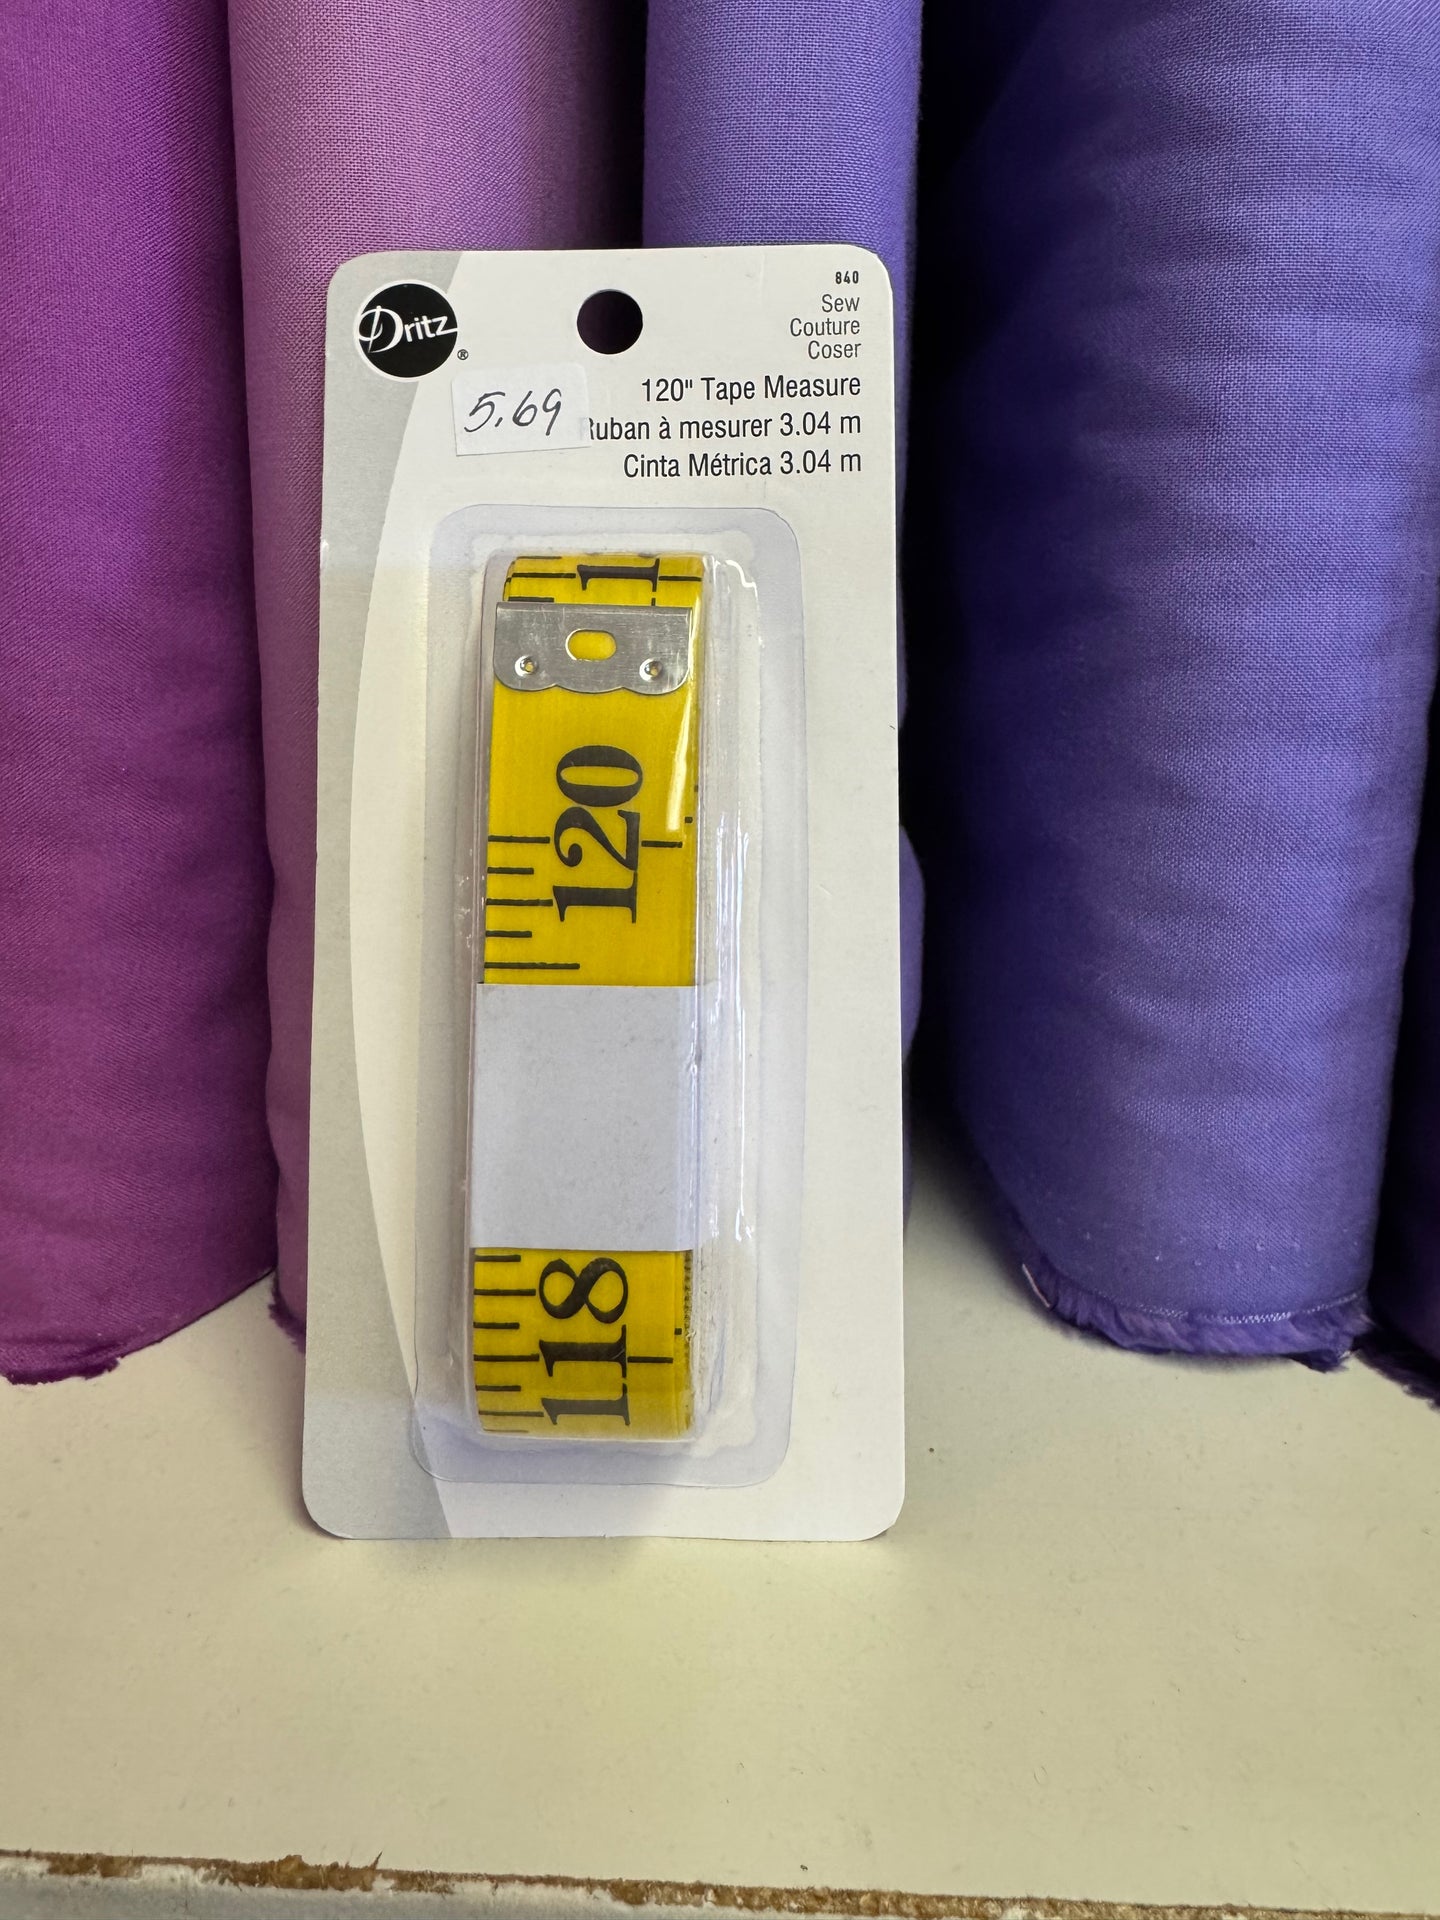 Dritz®
840
Sew
Couture
Coser
5.69
120" Tape Measure
Ruban à mesurer 3.04 m
Cinta Métrica 3.04 m
1
120
118